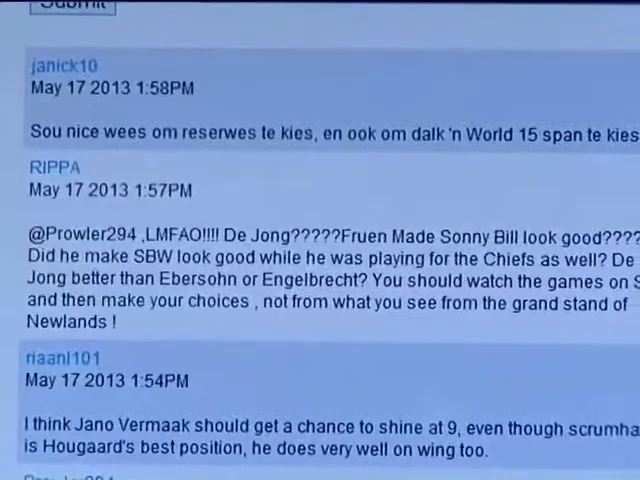 Submit
janick10
May 17 2013 1:58PM
Sou nice wees om reserwes te kies, en ook om dalk 'n World 15 span te kies
RIPPA
May 17 2013 1:57PM
@Prowler294 ,LMFAO!!!! De Jong?????Fruen Made Sonny Bill look good????
Did he make SBW look good while he was playing for the Chiefs as well? De
Jong better than Ebersohn or Engelbrecht? You should watch the games on S
and then make your choices , not from what you see from the grand stand of
Newlands !
riaanl101
May 17 2013 1:54PM
I think Jano Vermaak should get a chance to shine at 9, even though scrumha
is Hougaard's best position, he does very well on wing too.